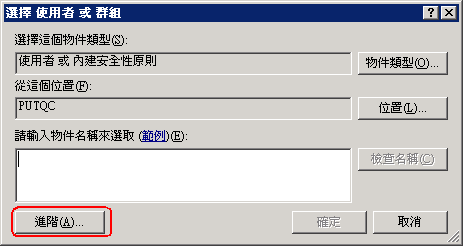 選擇 使用者 或 群組
選擇這個物件類型(S):
使用者 或 內建安全性原則
物件類型(O)...
從這個位置(F):
PUTQC
位置(L)...
請輸入物件名稱來選取 (範例)(E):
檢查名稱(C)
進階(A)...
確定
取消